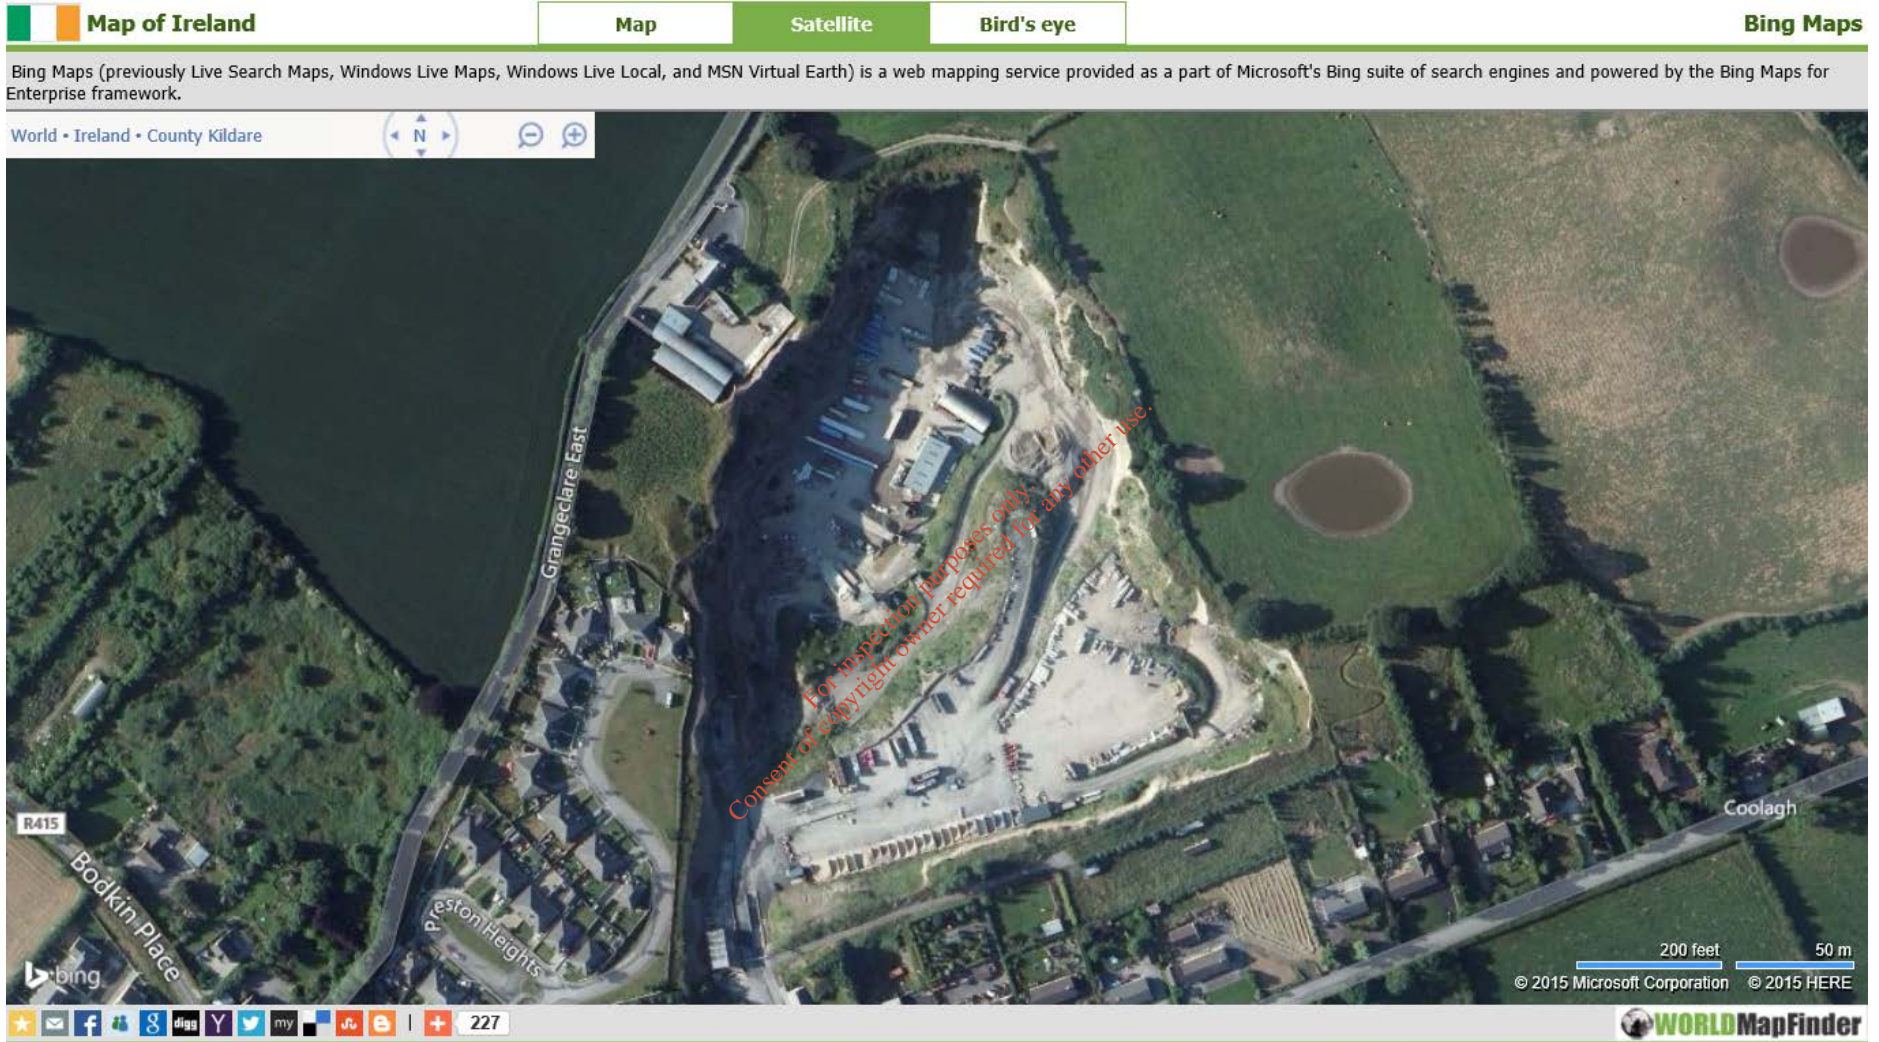 Map of Ireland
Map
Satellite
Bird's eye
Bing Maps
Bing Maps (previously Live Search Maps, Windows Live Maps, Windows Live Local, and MSN Virtual Earth) is a web mapping service provided as a part of Microsoft's Bing suite of search engines and powered by the Bing Maps for
Enterprise framework.
World • Ireland • County Kildare
N
Grangeclare East
For inspection purposes only.
Consent of copyright owner required for any other use.
R415
Bodkin Place
Preston Heights
Coolagh
200 feet
50 m
bing
© 2015 Microsoft Corporation © 2015 HERE
digg
my
227
WORLDMapFinder